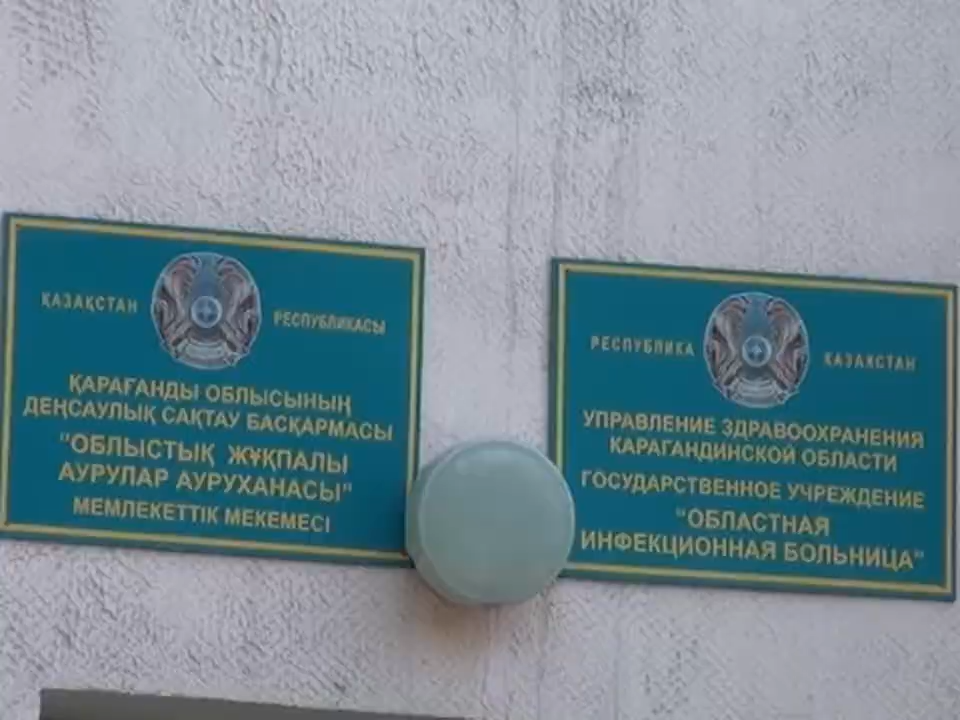 ҚАЗАҚСТАН РЕСПУБЛИКАСЫ
ҚАРАҒАНДЫ ОБЛЫСЫНЫҢ
ДЕҢСАУЛЫҚ САҚТАУ БАСҚАРМАСЫ
"ОБЛЫСТЫҚ ЖҰҚПАЛЫ
АУРУЛАР АУРУХАНАСЫ"
МЕМЛЕКЕТТІК МЕКЕМЕСІ
РЕСПУБЛИКА КАЗАХСТАН
УПРАВЛЕНИЕ ЗДРАВООХРАНЕНИЯ
КАРАГАНДИНСКОЙ ОБЛАСТИ
ГОСУДАРСТВЕННОЕ УЧРЕЖДЕНИЕ
"ОБЛАСТНАЯ
ИНФЕКЦИОННАЯ БОЛЬНИЦА"